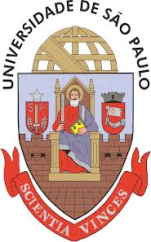 UNIVERSIDADE DE SÃO PAULO
SCIENTIA VINCES